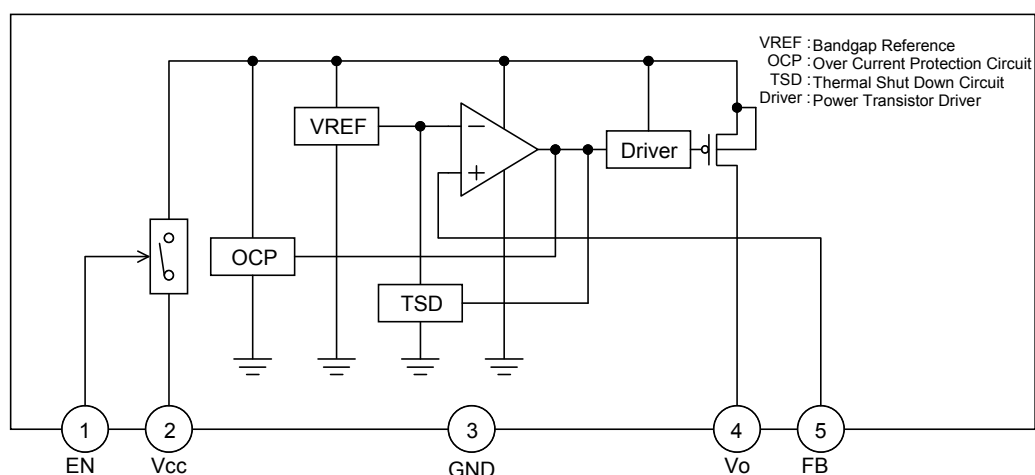 VREF : Bandgap Reference
OCP : Over Current Protection Circuit
TSD : Thermal Shut Down Circuit
Driver : Power Transistor Driver
VREF
−
Driver
+
OCP
TSD
1
2
3
4
5
EN
Vcc
GND
Vo
FB